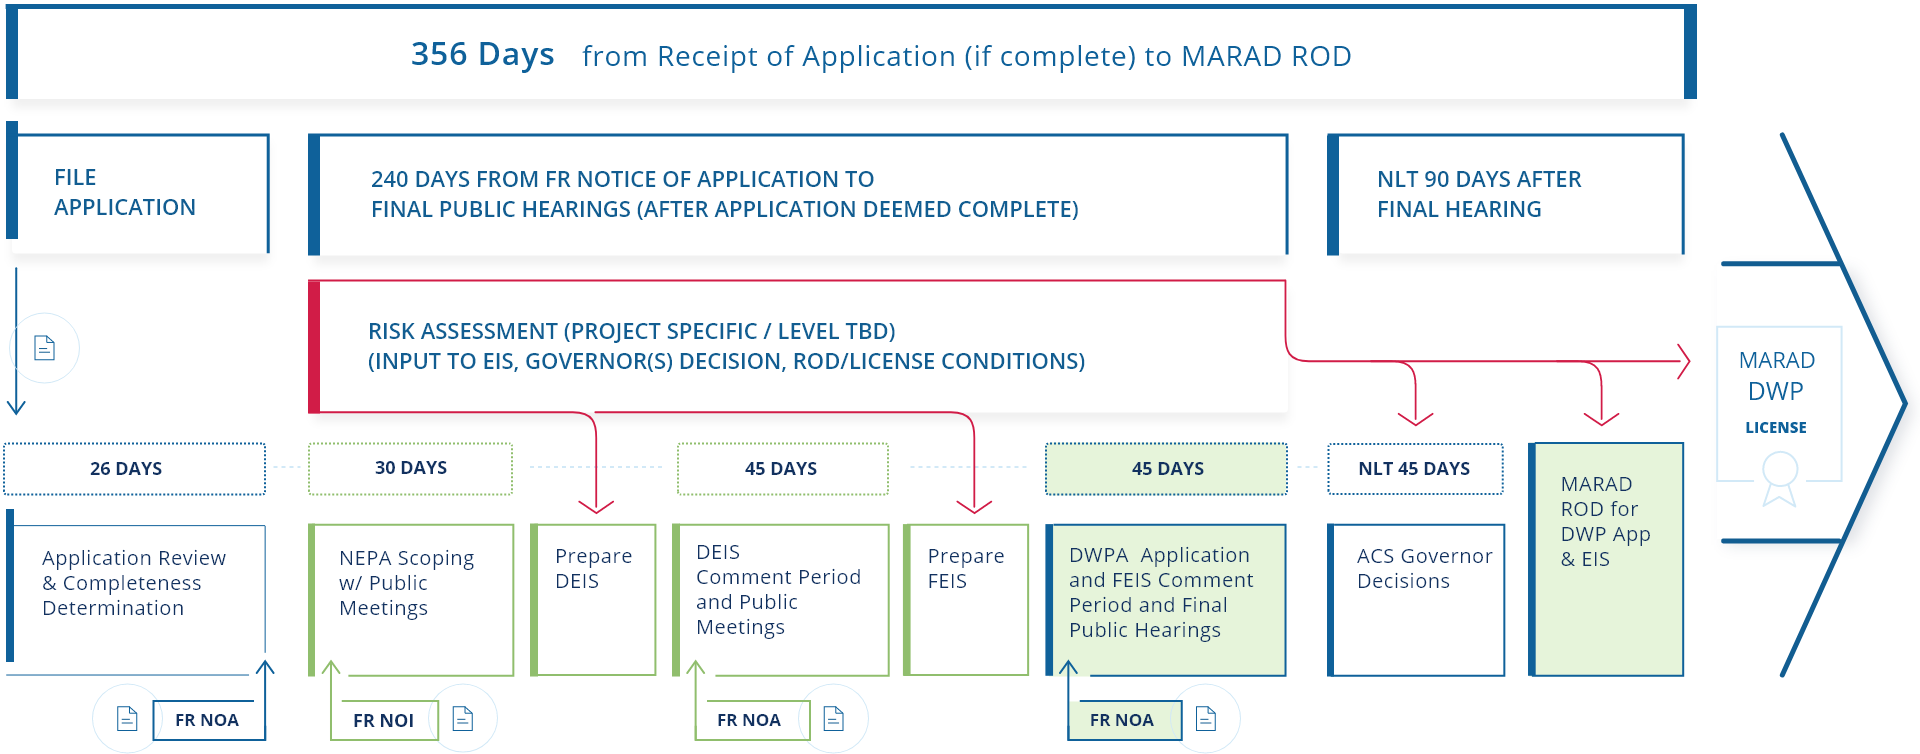 356 Days from Receipt of Application (if complete) to MARAD ROD
FILE
APPLICATION
240 DAYS FROM FR NOTICE OF APPLICATION TO
FINAL PUBLIC HEARINGS (AFTER APPLICATION DEEMED COMPLETE)
NLT 90 DAYS AFTER
FINAL HEARING
RISK ASSESSMENT (PROJECT SPECIFIC / LEVEL TBD)
(INPUT TO EIS, GOVERNOR(S) DECISION, ROD/LICENSE CONDITIONS)
MARAD
DWP
LICENSE
26 DAYS
30 DAYS
45 DAYS
45 DAYS
NLT 45 DAYS
Application Review
& Completeness
Determination
NEPA Scoping
w/ Public
Meetings
Prepare
DEIS
DEIS
Comment Period
and Public
Meetings
Prepare
FEIS
DWPA Application
and FEIS Comment
Period and Final
Public Hearings
ACS Governor
Decisions
MARAD
ROD for
DWP App
& EIS
FR NOA
FR NOI
FR NOA
FR NOA